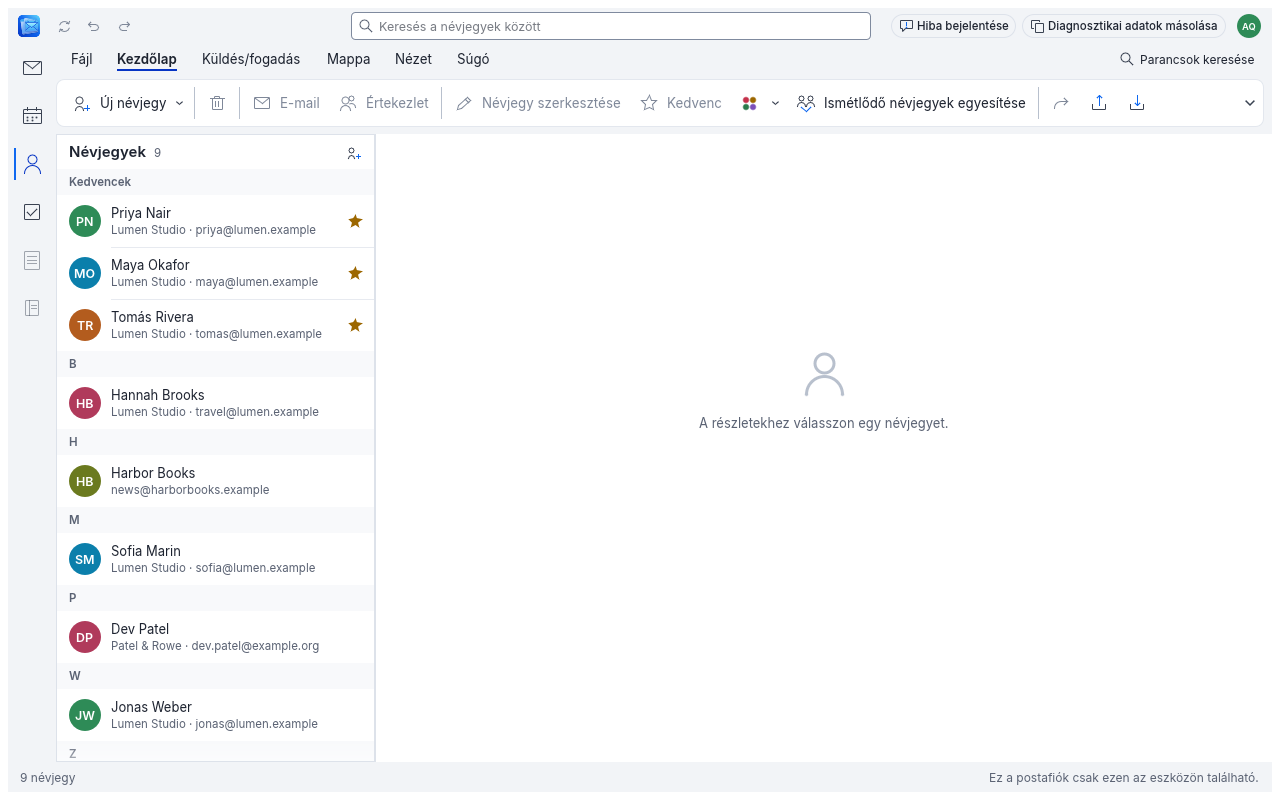 Keresés a névjegyek között
Hiba bejelentése
Diagnosztikai adatok másolása
AQ
Fájl
Kezdőlap
Küldés/fogadás
Mappa
Nézet
Súgó
Parancsok keresése
Új névjegy
E-mail
Értekezlet
Névjegy szerkesztése
Kedvenc
Ismétlődő névjegyek egyesítése
Névjegyek 9
Kedvencek
PN
Priya Nair
Lumen Studio · priya@lumen.example
MO
Maya Okafor
Lumen Studio · maya@lumen.example
TR
Tomás Rivera
Lumen Studio · tomas@lumen.example
B
HB
Hannah Brooks
Lumen Studio · travel@lumen.example
H
HB
Harbor Books
news@harborbooks.example
M
SM
Sofia Marin
Lumen Studio · sofia@lumen.example
P
DP
Dev Patel
Patel & Rowe · dev.patel@example.org
W
JW
Jonas Weber
Lumen Studio · jonas@lumen.example
Z
A részletekhez válasszon egy névjegyet.
9 névjegy
Ez a postafiók csak ezen az eszközön található.